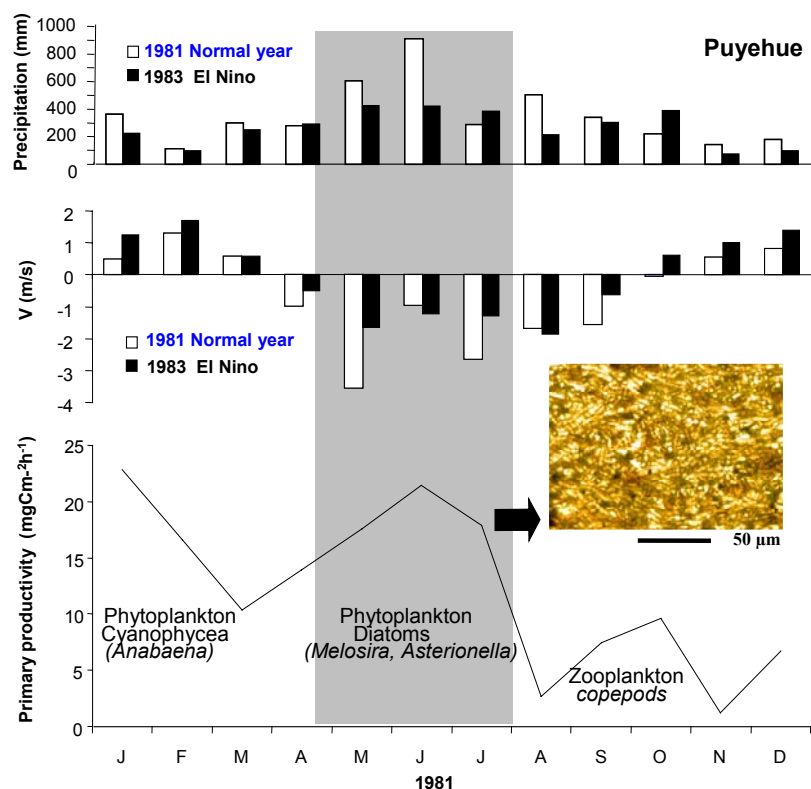 Puyehue
Precipitation (mm)
1000
800
600
400
200
0
1981 Normal year
1983 El Nino
V (m/s)
2
1
0
-1
-2
-3
-4
1981 Normal year
1983 El Nino
Primary productivity (mgCm-²h-¹)
25
20
15
10
5
0
50 µm
Phytoplankton
Cyanophycea
(Anabaena)
Phytoplankton
Diatoms
(Melosira, Asterionella)
Zooplankton
copepods
J F M A M J J A S O N D
1981